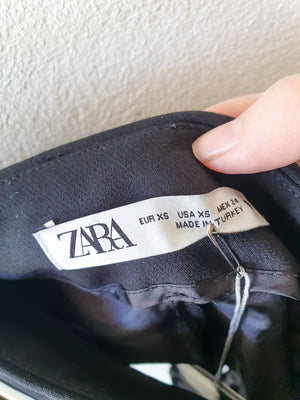 ZARA
EUR XS USA XS MEX 24
MADE IN TURKEY